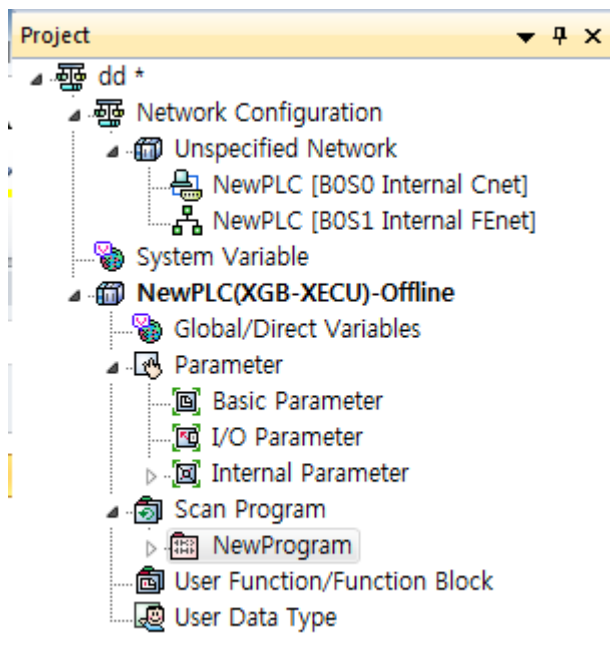 Project
dd *
Network Configuration
Unspecified Network
NewPLC [B0S0 Internal Cnet]
NewPLC [B0S1 Internal FEnet]
System Variable
NewPLC(XGB-XECU)-Offline
Global/Direct Variables
Parameter
Basic Parameter
I/O Parameter
Internal Parameter
Scan Program
NewProgram
User Function/Function Block
User Data Type